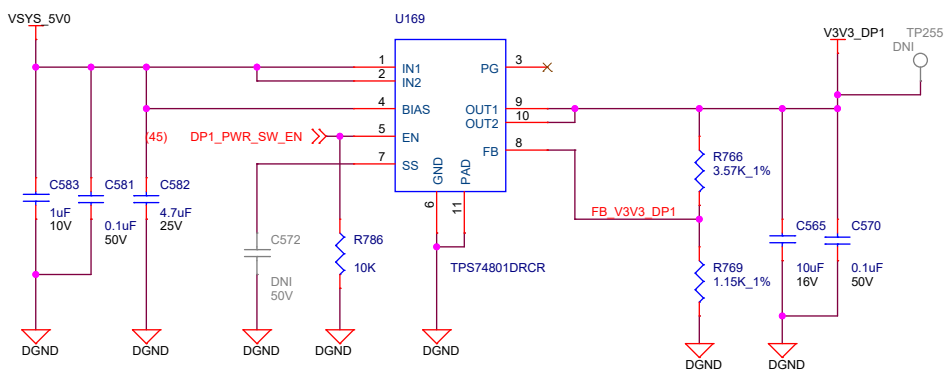 VSYS_5V0
U169
V3V3_DP1
TP255
DNI
1
IN1
2
IN2
PG
3
4
BIAS
OUT1
9
OUT2
10
(45)
DP1_PWR_SW_EN
5
EN
7
SS
FB
8
GND
PAD
6
11
R766
3.57K_1%
FB_V3V3_DP1
C583
1uF
10V
C581
0.1uF
50V
C582
4.7uF
25V
C572
DNI
50V
R786
10K
TPS74801DRCR
R769
1.15K_1%
C565
10uF
16V
C570
0.1uF
50V
DGND
DGND
DGND
DGND
DGND
DGND
DGND